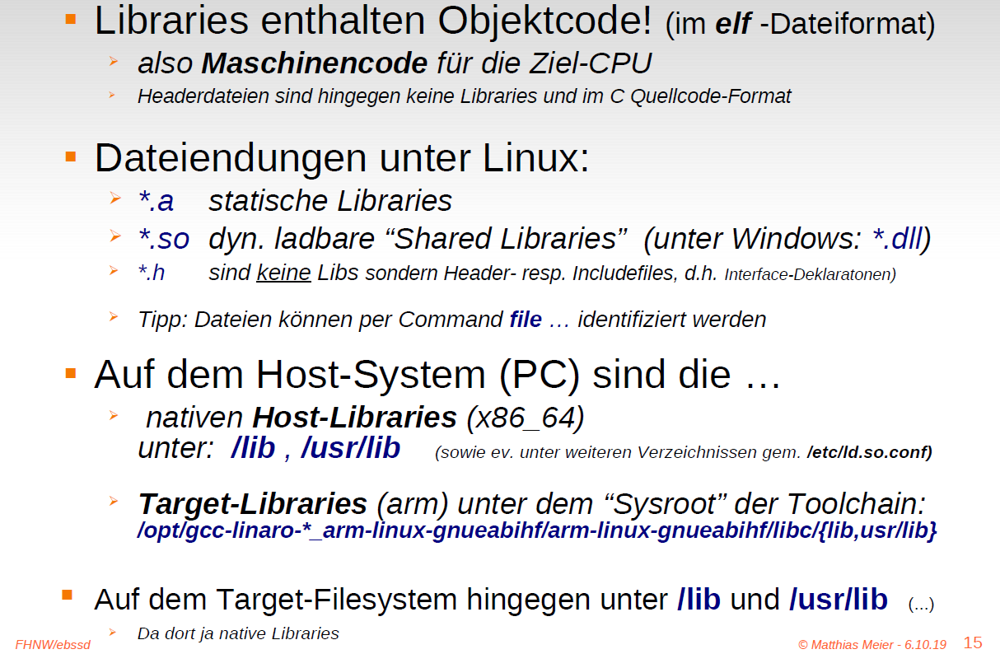 Libraries enthalten Objektcode! (im elf -Dateiformat)
also Maschinencode für die Ziel-CPU
Headerdateien sind hingegen keine Libraries und im C Quellcode-Format
Dateiendungen unter Linux:
*.a statische Libraries
*.so dyn. ladbare “Shared Libraries” (unter Windows: *.dll)
*.h sind keine Libs sondern Header- resp. Includefiles, d.h. Interface-Deklaratonen)
Tipp: Dateien können per Command file … identifiziert werden
Auf dem Host-System (PC) sind die …
nativen Host-Libraries (x86_64)
unter: /lib , /usr/lib (sowie ev. unter weiteren Verzeichnissen gem. /etc/ld.so.conf)
Target-Libraries (arm) unter dem “Sysroot” der Toolchain:
/opt/gcc-linaro-*_arm-linux-gnueabihf/arm-linux-gnueabihf/libc/{lib,usr/lib}
Auf dem Target-Filesystem hingegen unter /lib und /usr/lib (...)
Da dort ja native Libraries
FHNW/ebssd © Matthias Meier - 6.10.19 15